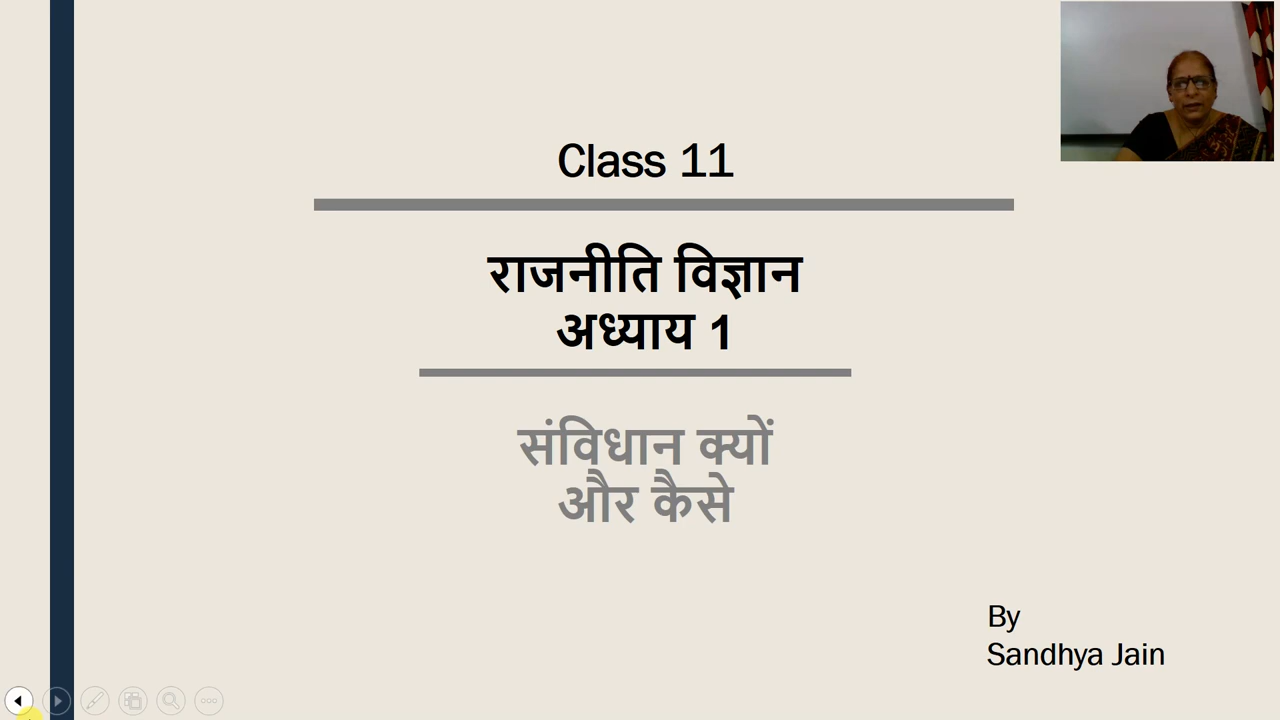 Class 11
राजनीति विज्ञान
अध्याय 1
संविधान क्यों
और कैसे
By
Sandhya Jain